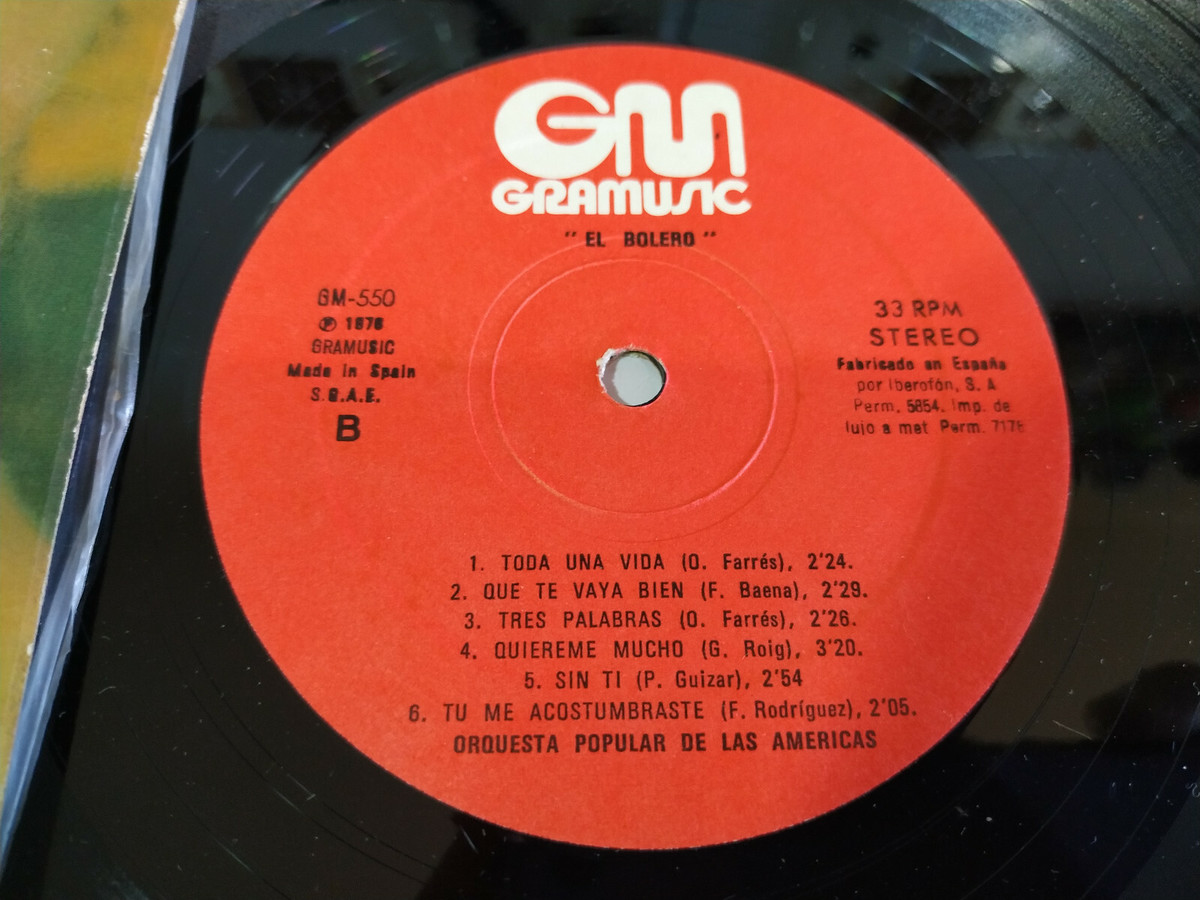 GM
GRAMUSIC
"EL BOLERO"
GM-550
℗ 1976
GRAMUSIC
Made in Spain
S.G.A.E.
B
33 RPM
STEREO
Fabricado en España
por Iberofón, S. A
Perm. 5854. Imp. de
lujo a met Perm. 7178
1. TODA UNA VIDA (O. Farrés), 2'24.
2. QUE TE VAYA BIEN (F. Baena), 2'29.
3. TRES PALABRAS (O. Farrés), 2'26.
4. QUIEREME MUCHO (G. Roig), 3'20.
5. SIN TI (P. Guizar), 2'54
6. TU ME ACOSTUMBRASTE (F. Rodríguez), 2'05.
ORQUESTA POPULAR DE LAS AMERICAS